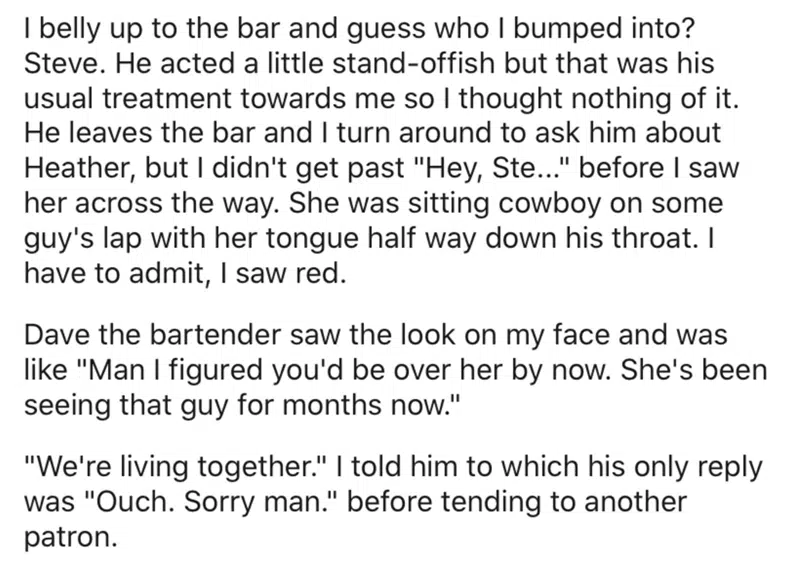 I belly up to the bar and guess who I bumped into?
Steve. He acted a little stand-offish but that was his
usual treatment towards me so I thought nothing of it.
He leaves the bar and I turn around to ask him about
Heather, but I didn't get past "Hey, Ste..." before I saw
her across the way. She was sitting cowboy on some
guy's lap with her tongue half way down his throat. I
have to admit, I saw red.
Dave the bartender saw the look on my face and was
like "Man I figured you'd be over her by now. She's been
seeing that guy for months now."
"We're living together." I told him to which his only reply
was "Ouch. Sorry man." before tending to another
patron.